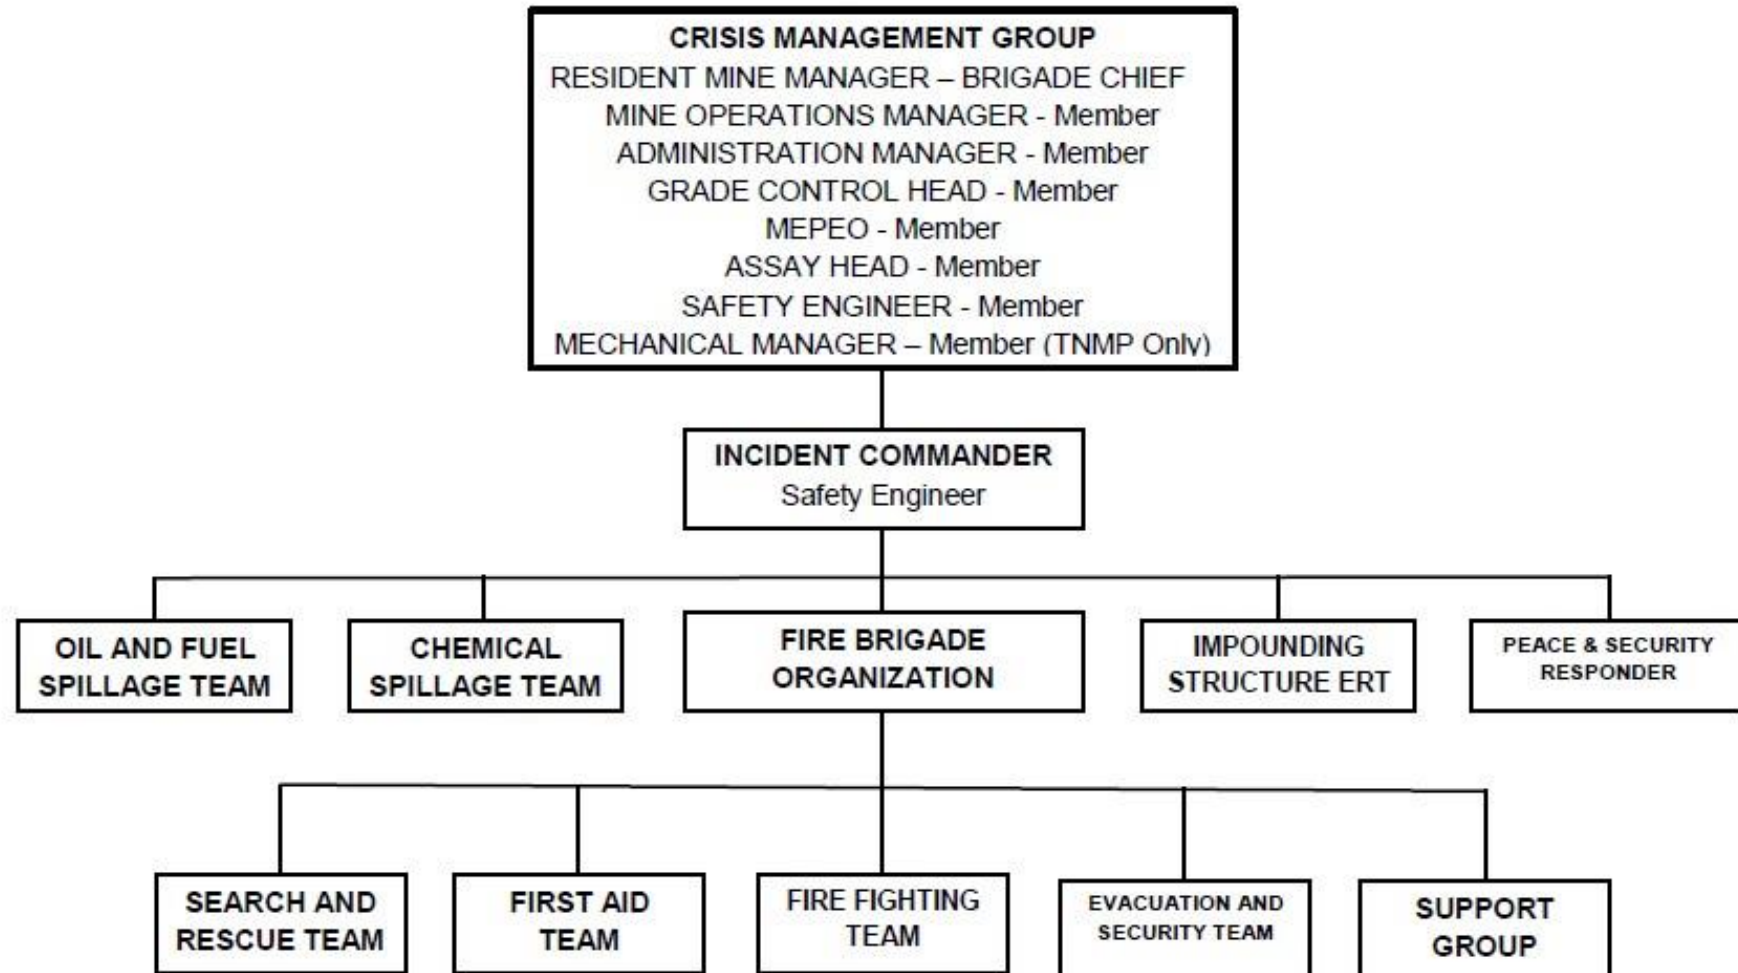 CRISIS MANAGEMENT GROUP
RESIDENT MINE MANAGER – BRIGADE CHIEF
MINE OPERATIONS MANAGER - Member
ADMINISTRATION MANAGER - Member
GRADE CONTROL HEAD - Member
MEPEO - Member
ASSAY HEAD - Member
SAFETY ENGINEER - Member
MECHANICAL MANAGER – Member (TNMP Only)
INCIDENT COMMANDER
Safety Engineer
OIL AND FUEL
SPILLAGE TEAM
CHEMICAL
SPILLAGE TEAM
FIRE BRIGADE
ORGANIZATION
IMPOUNDING
STRUCTURE ERT
PEACE & SECURITY
RESPONDER
SEARCH AND
RESCUE TEAM
FIRST AID
TEAM
FIRE FIGHTING
TEAM
EVACUATION AND
SECURITY TEAM
SUPPORT
GROUP